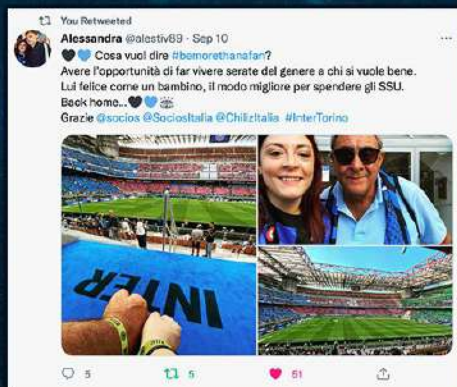 You Retweeted
Alessandra @alestiv89 · Sep 10
🖤💙 Cosa vuol dire #bemorethanafan?
Avere l'opportunità di far vivere serate del genere a chi si vuole bene.
Lui felice come un bambino, il modo migliore per spendere gli SSU.
Back home...🖤💙🏟
Grazie @socios @SociosItalia @ChilizItalia #InterTorino
INTER
5
5
51